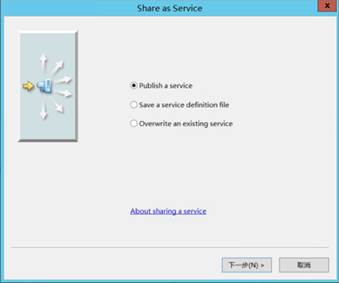 Share as Service
x
Publish a service
Save a service definition file
Overwrite an existing service
About sharing a service
下一步(N) >
取消